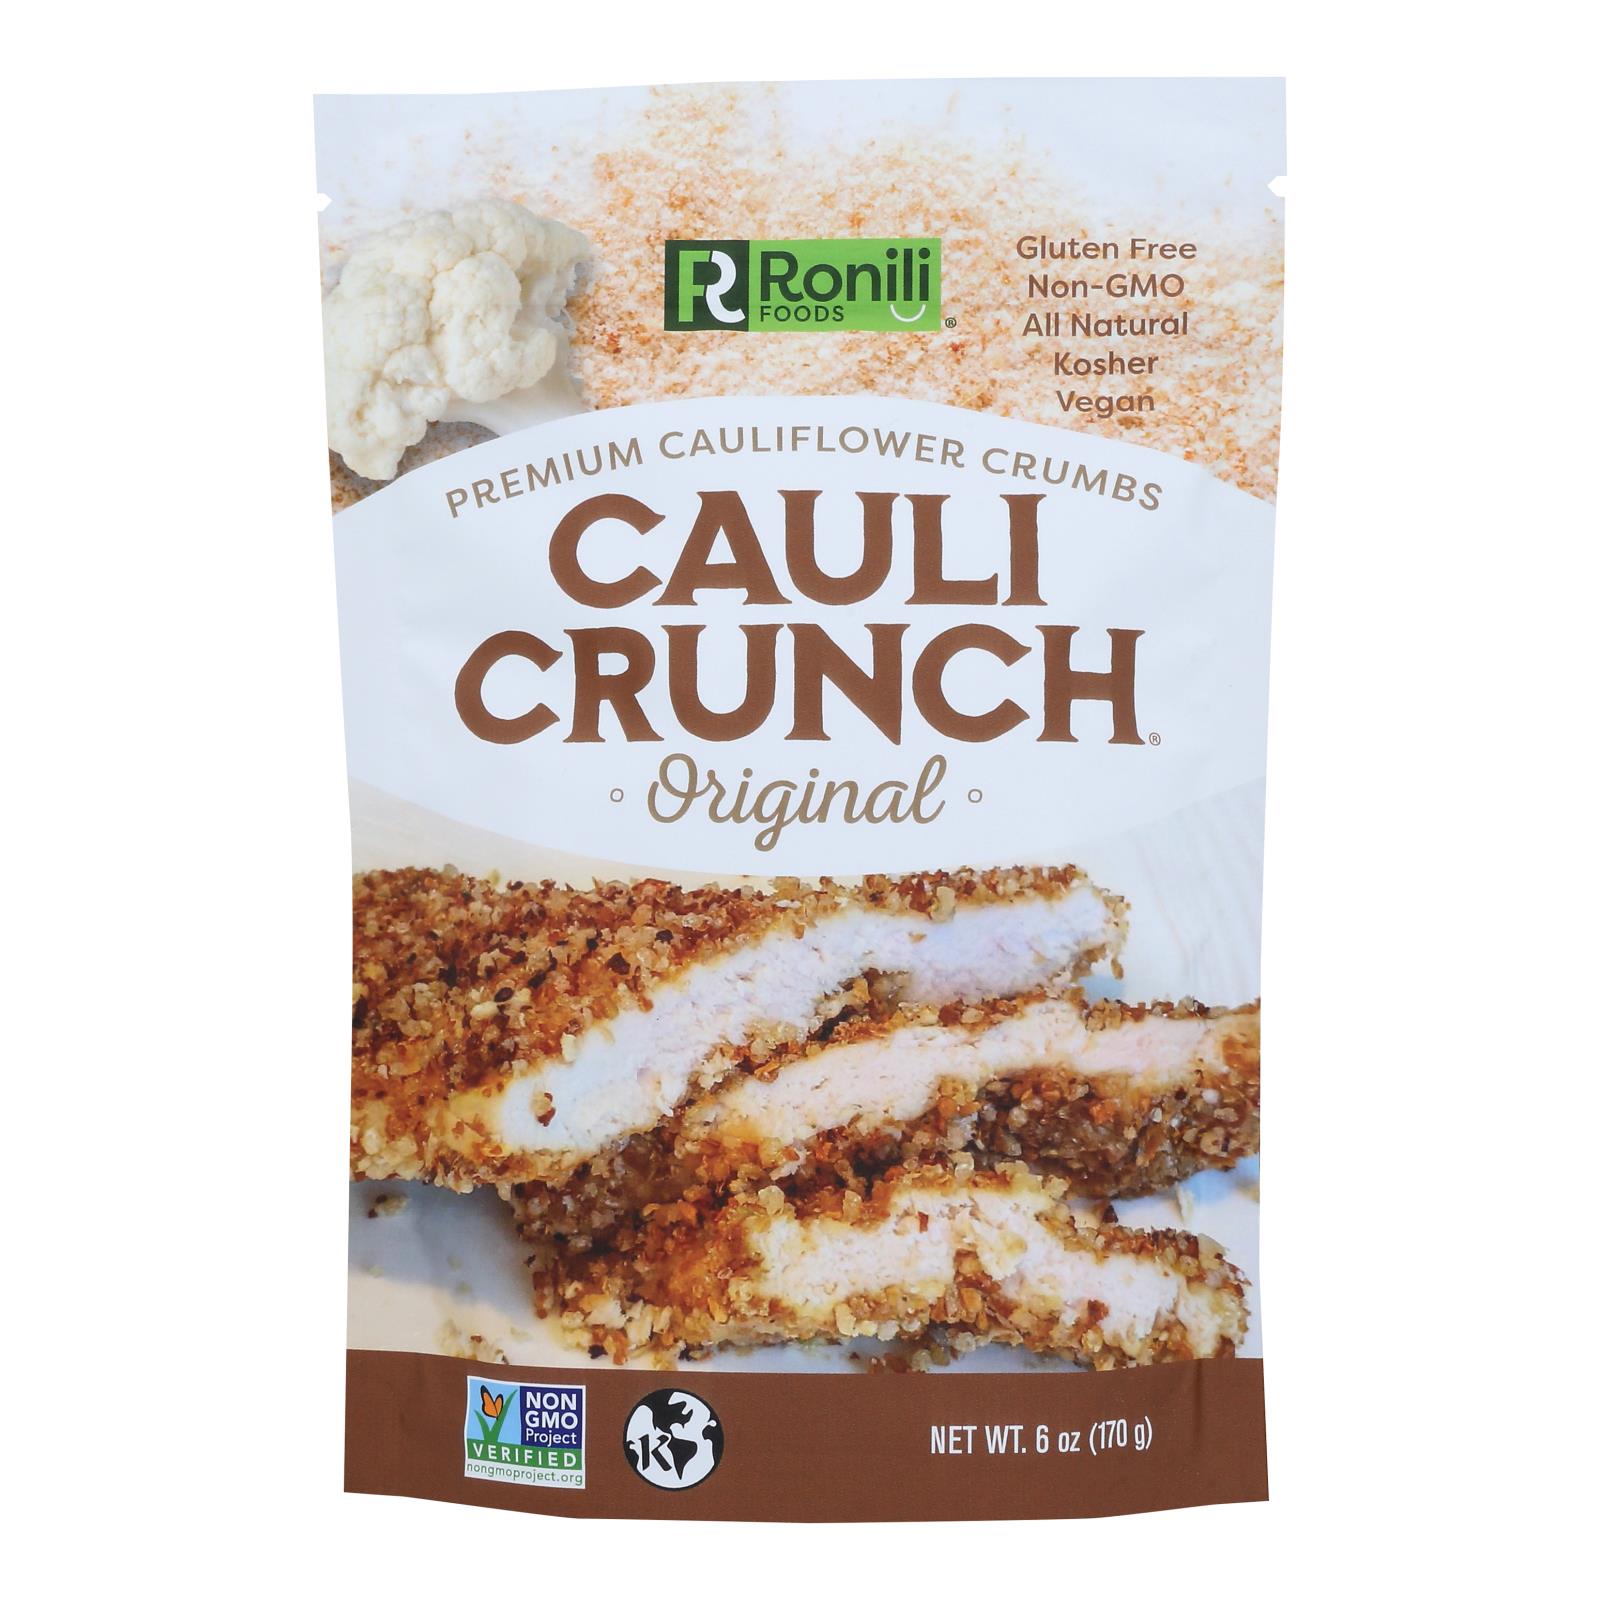 Ronili
FOODS
®
Gluten Free
Non-GMO
All Natural
Kosher
Vegan
PREMIUM CAULIFLOWER CRUMBS
CAULI
CRUNCH®
Original
NON
GMO
Project
VERIFIED
nongmoproject.org
K
NET WT. 6 oz (170 g)